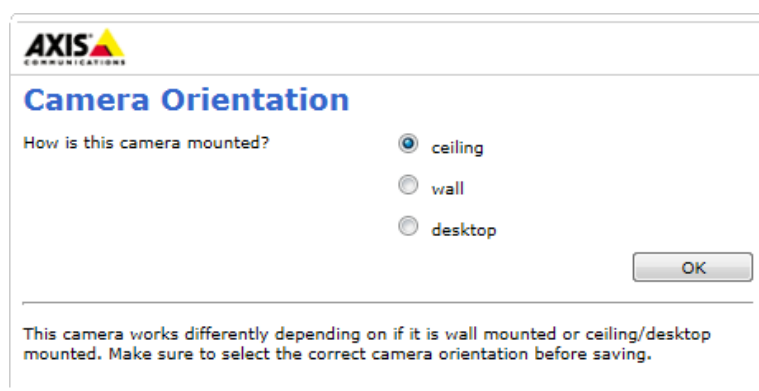 AXIS
COMMUNICATIONS
Camera Orientation
How is this camera mounted?
ceiling
wall
desktop
OK
This camera works differently depending on if it is wall mounted or ceiling/desktop
mounted. Make sure to select the correct camera orientation before saving.